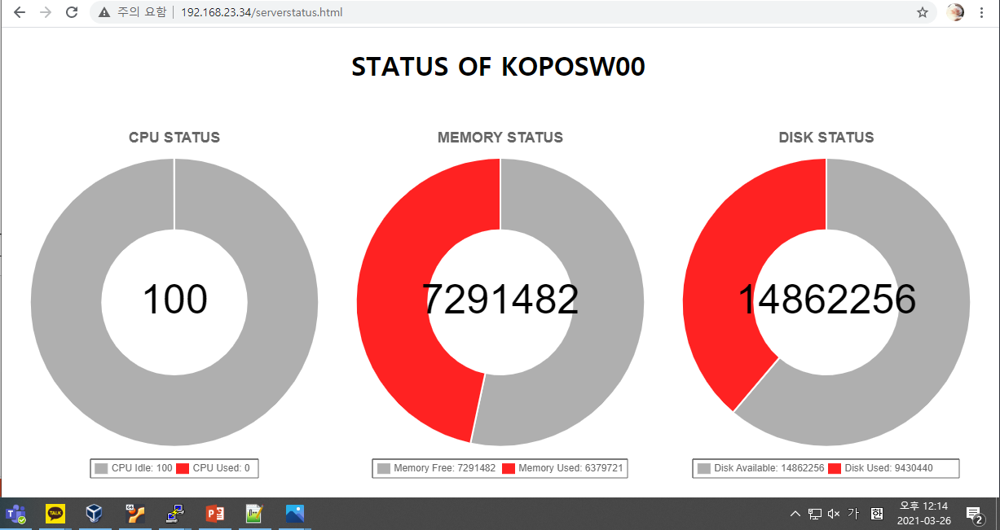 주의 요함 192.168.23.34/serverstatus.html
STATUS OF KOPOSW00
CPU STATUS
MEMORY STATUS
DISK STATUS
100
7291482
14862256
CPU Idle: 100 CPU Used: 0
Memory Free: 7291482 Memory Used: 6379721
Disk Available: 14862256 Disk Used: 9430440
T
TALK
64
P
가
한
오후 12:14
2021-03-26
2